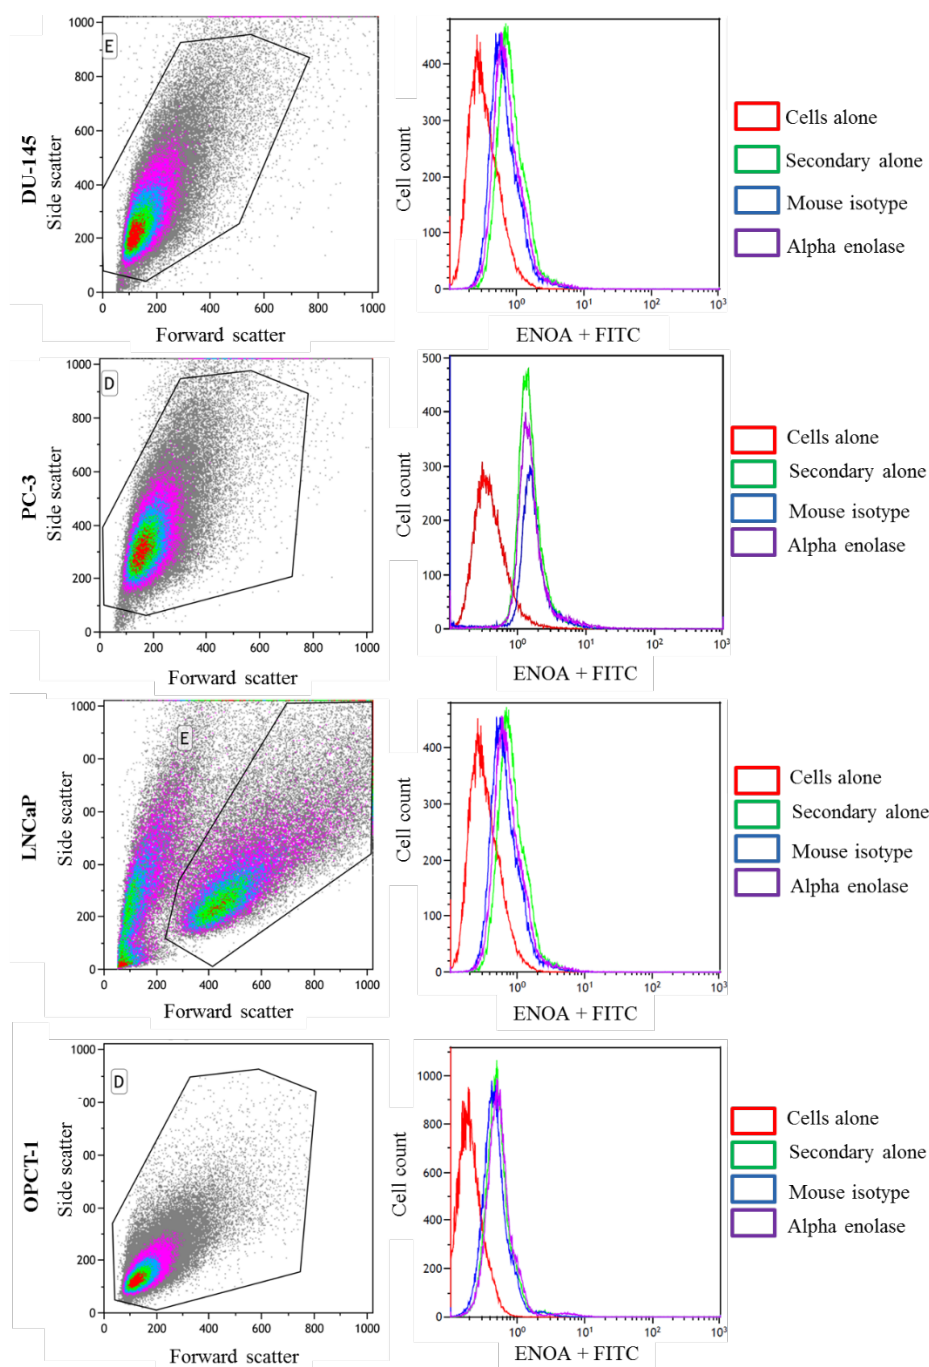 DU-145
Side scatter
1000
800
600
400
200
0
E
0 200 400 600 800 1000
Forward scatter
Cell count
400
300
200
100
0
10⁰ 10¹ 10² 10³
ENOA + FITC
Cells alone
Secondary alone
Mouse isotype
Alpha enolase
PC-3
Side scatter
1000
800
600
400
200
0
D
0 200 400 600 800 1000
Forward scatter
Cell count
500
400
300
200
100
0
10⁰ 10¹ 10² 10³
ENOA + FITC
Cells alone
Secondary alone
Mouse isotype
Alpha enolase
LNCaP
Side scatter
1000
00
00
00
200
0
E
0 200 400 600 800 1000
Forward scatter
Cell count
400
300
200
100
0
10⁰ 10¹ 10² 10³
ENOA + FITC
Cells alone
Secondary alone
Mouse isotype
Alpha enolase
OPCT-1
Side scatter
1000
00
00
00
200
0
D
0 200 400 600 800 1000
Forward scatter
Cell count
1000
800
600
400
200
0
10⁰ 10¹ 10² 10³
ENOA + FITC
Cells alone
Secondary alone
Mouse isotype
Alpha enolase